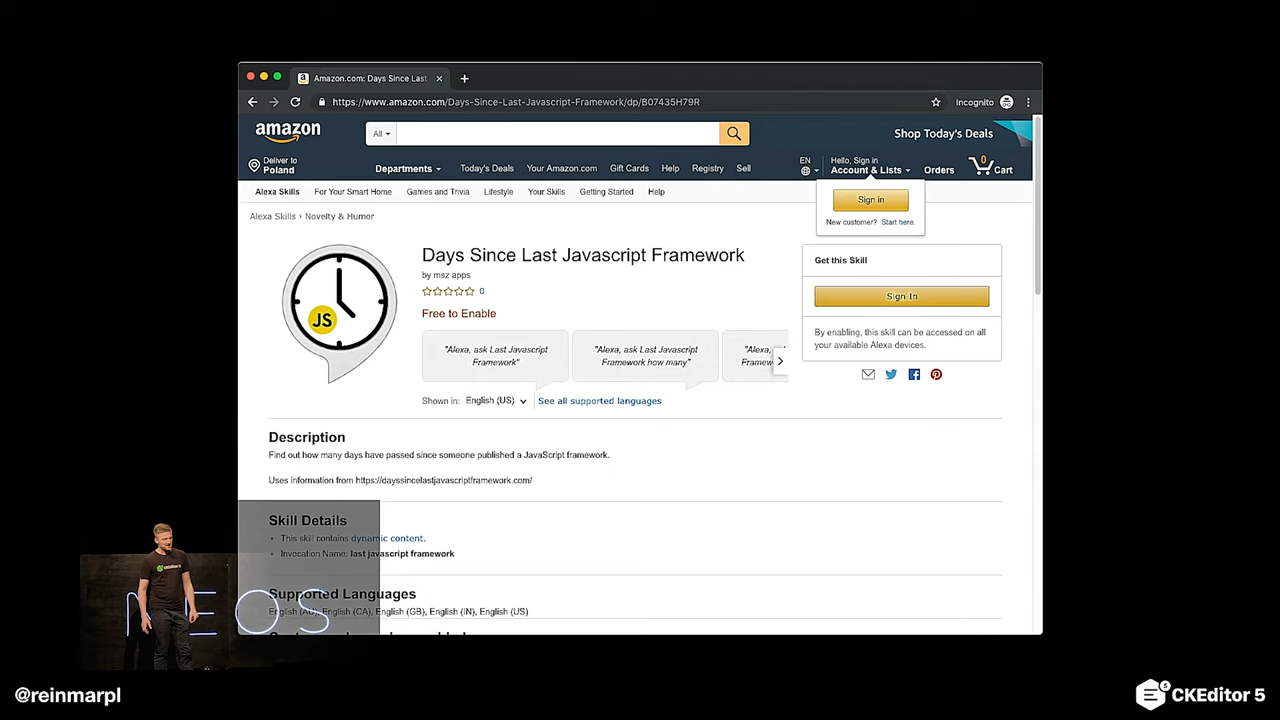 Amazon.com: Days Since Last
https://www.amazon.com/Days-Since-Last-Javascript-Framework/dp/B07435H79R
Incognito
amazon
All
Shop Today's Deals
Deliver to
Poland
Departments
Today's Deals
Your Amazon.com
Gift Cards
Help
Registry
Sell
EN
Hello, Sign in
Account & Lists
Orders
0
Cart
Alexa Skills
For Your Smart Home
Games and Trivia
Lifestyle
Your Skills
Getting Started
Help
Sign in
New customer? Start here.
Alexa Skills › Novelty & Humor
JS
Days Since Last Javascript Framework
by msz apps
0
Free to Enable
"Alexa, ask Last Javascript
Framework"
"Alexa, ask Last Javascript
Framework how many"
"Alexa,
Framew
Shown in: English (US)
See all supported languages
Get this Skill
Sign In
By enabling, this skill can be accessed on all
your available Alexa devices.
Description
Find out how many days have passed since someone published a JavaScript framework.
Uses information from https://dayssincelastjavascriptframework.com/
Skill Details
• This skill contains dynamic content.
• Invocation Name: last javascript framework
Supported Languages
English (AU), English (CA), English (GB), English (IN), English (US)
CKEditor 5
NEOS
@reinmarpl
5
CKEditor 5